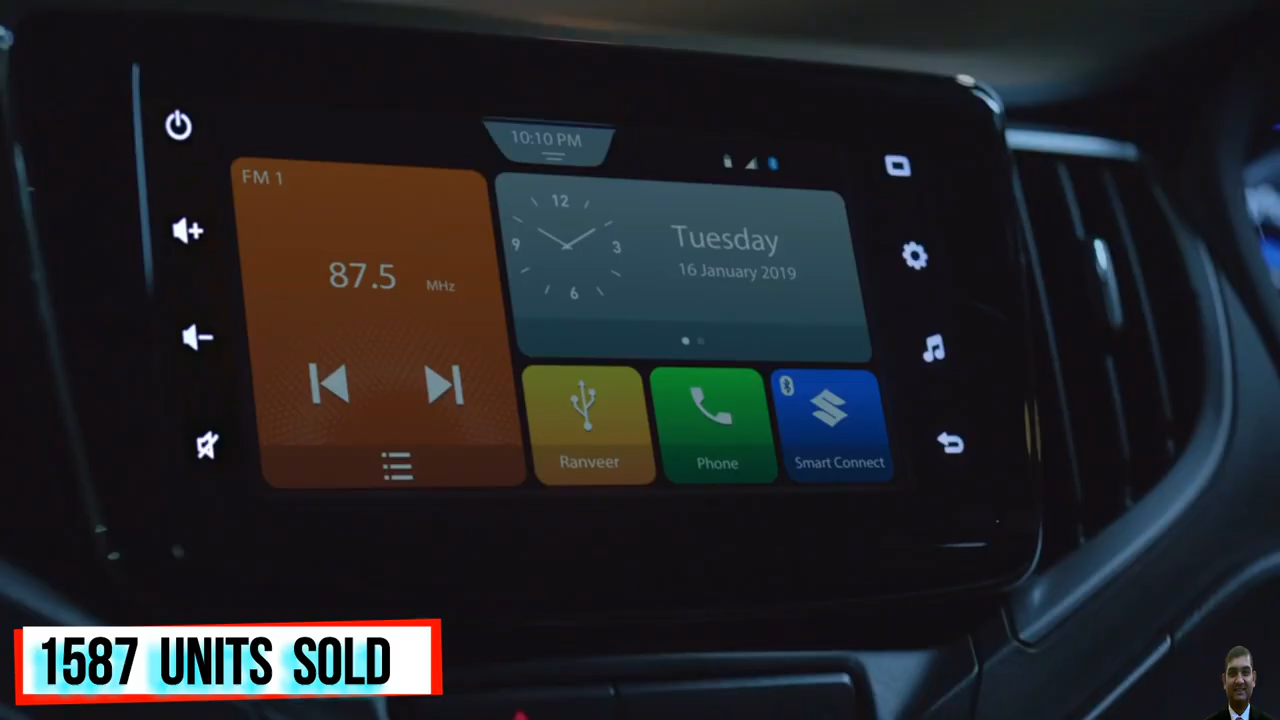 10:10 PM
FM 1
87.5 MHz
12
9
3
6
Tuesday
16 January 2019
Ranveer
Phone
Smart Connect
1587 UNITS SOLD